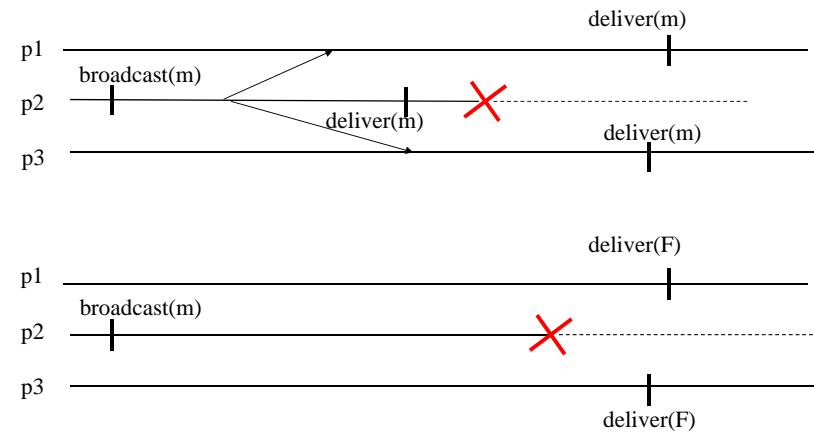 deliver(m)
p1
broadcast(m)
p2
deliver(m)
deliver(m)
p3
deliver(F)
p1
broadcast(m)
p2
p3
deliver(F)